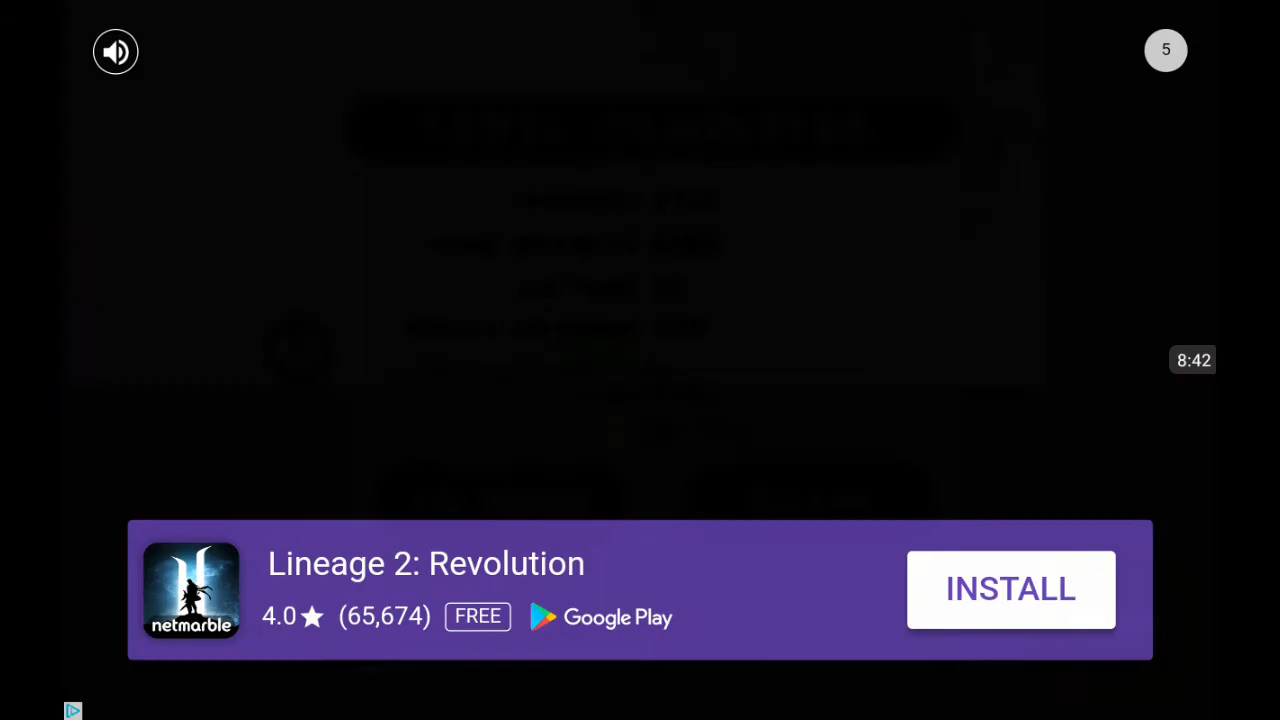 5
8:42
Lineage 2: Revolution
4.0★ (65,674) FREE Google Play
INSTALL
netmarble